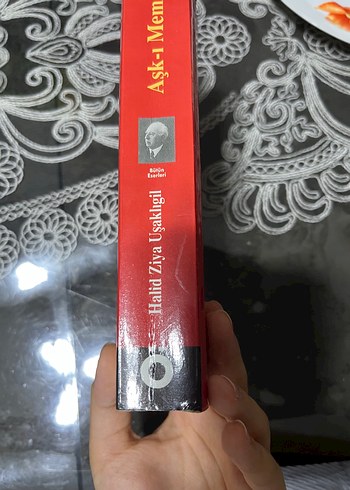 Aşk-ı Mem
Bütün
Eserleri
Halid Ziya Uşaklıgil